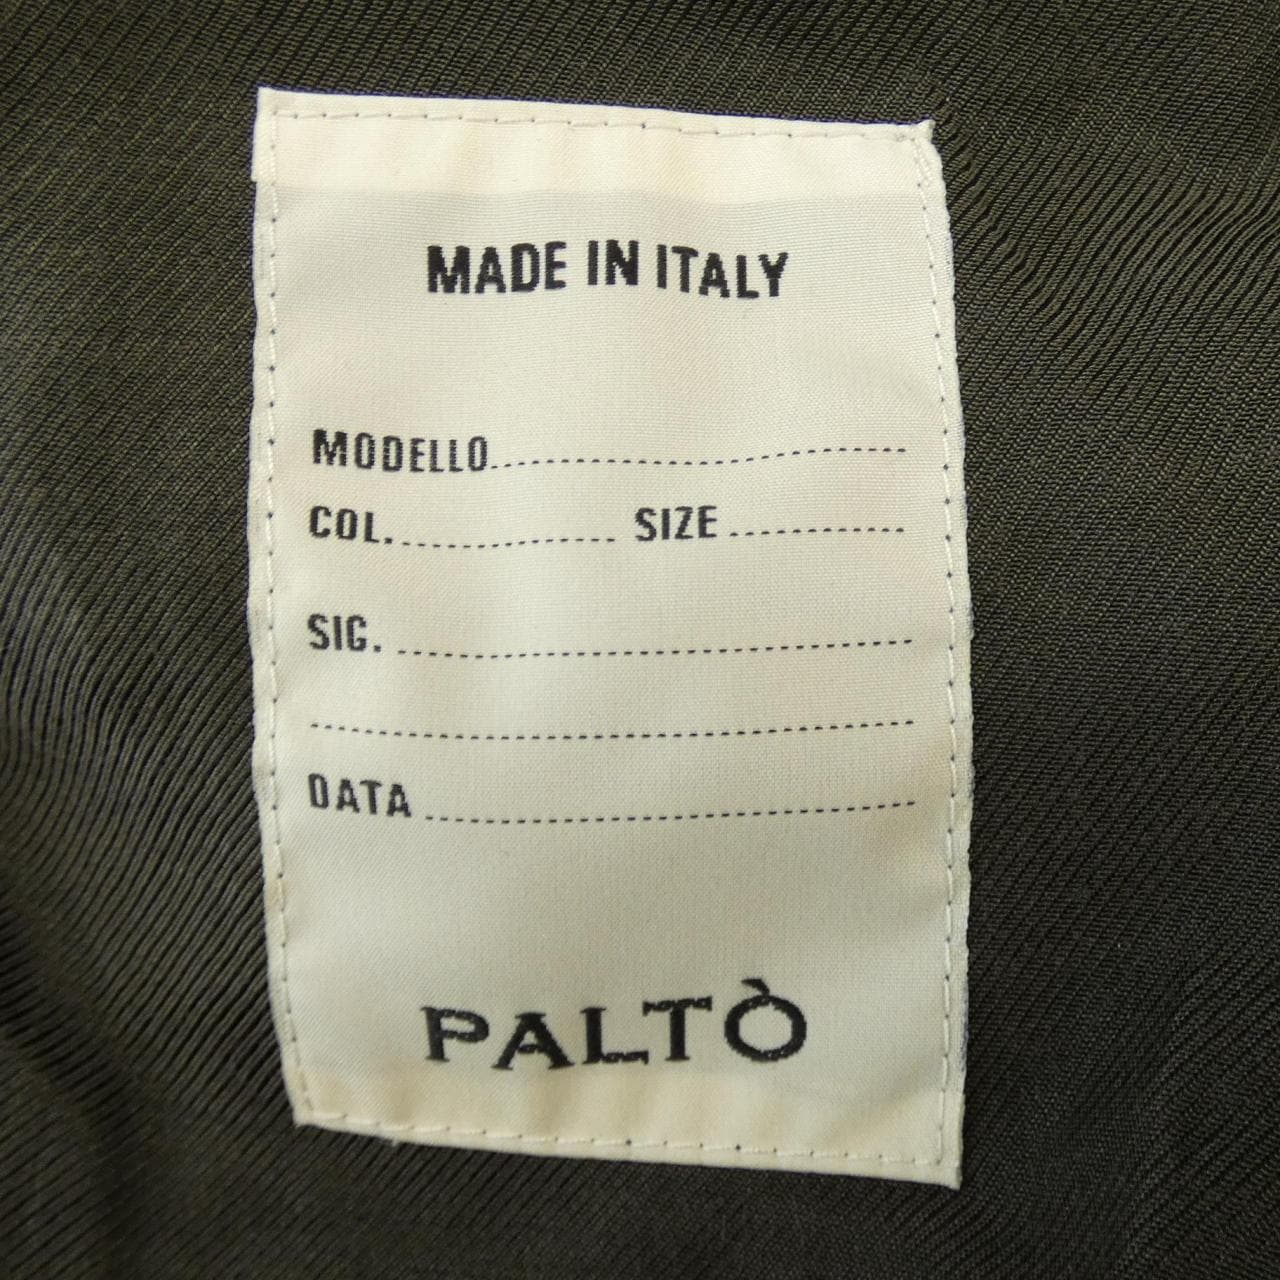 MADE IN ITALY
MODELLO
COL. SIZE
SIG.
DATA
PALTÒ